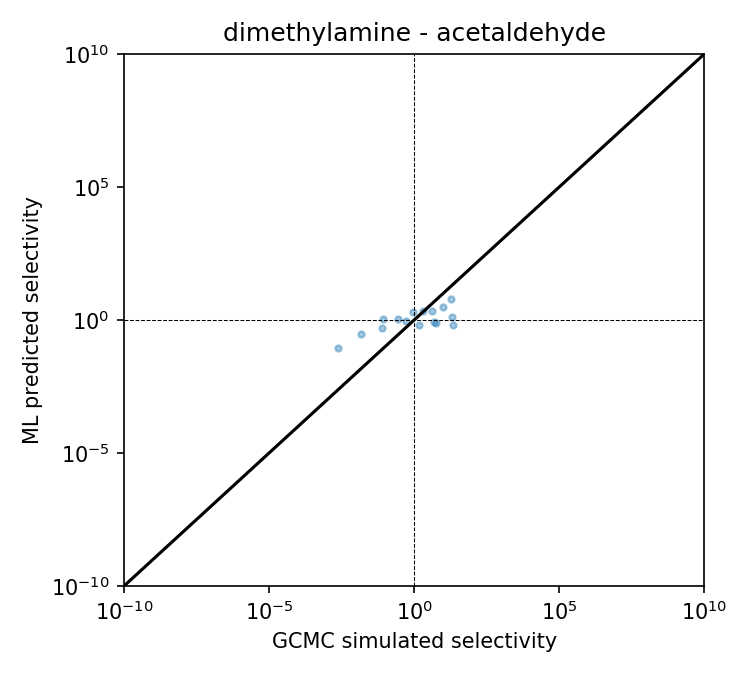 dimethylamine - acetaldehyde
10¹⁰
10⁵
10⁰
10⁻⁵
10⁻¹⁰
ML predicted selectivity
10⁻¹⁰ 10⁻⁵ 10⁰ 10⁵ 10¹⁰
GCMC simulated selectivity